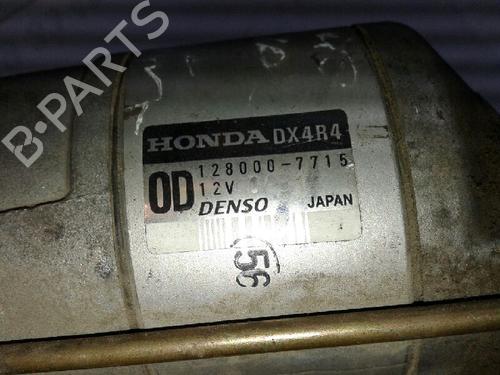 B-PARTS
HONDA DX4R4
OD 128000-7715
12V
DENSO JAPAN
56